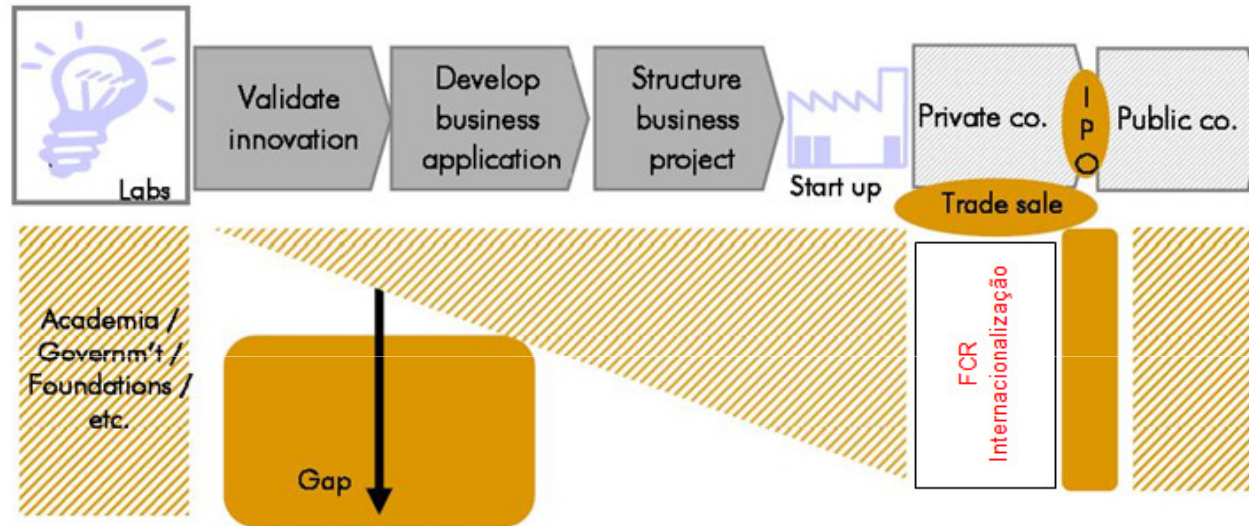 Labs
Validate
innovation
Develop
business
application
Structure
business
project
Start up
Private co.
I
P
O
Public co.
Trade sale
Academia /
Governm't /
Foundations /
etc.
Gap
FCR
Internacionalização